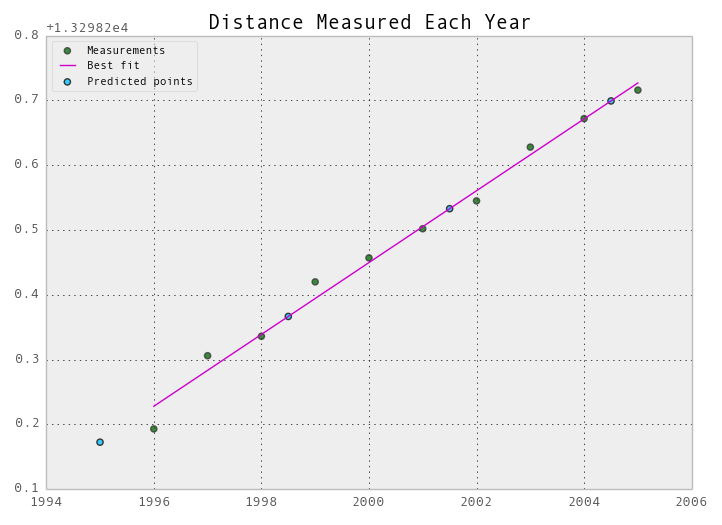 Distance Measured Each Year
+1.32982e4
Measurements
Best fit
Predicted points
0.8
0.7
0.6
0.5
0.4
0.3
0.2
0.1
1994 1996 1998 2000 2002 2004 2006